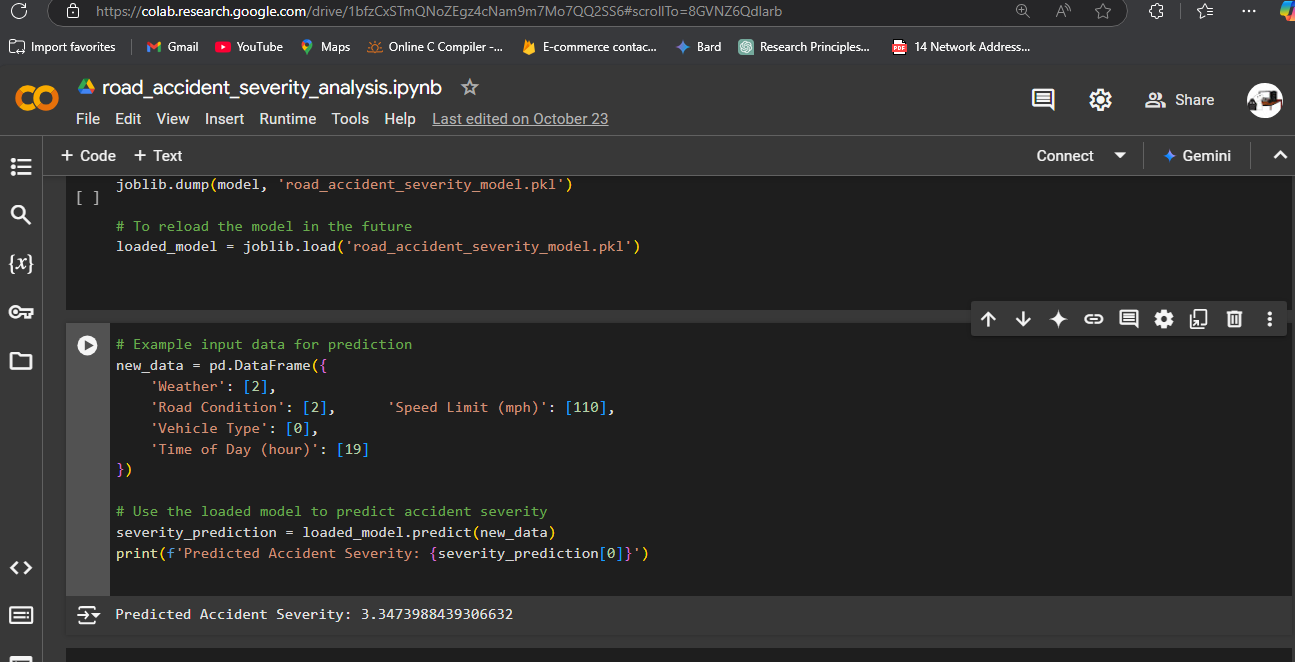 https://colab.research.google.com/drive/1bfzCxSTmQNoZEgz4cNam9m7Mo7QQ2SS6#scrollTo=8GVNZ6Qdlarb
Import favorites Gmail YouTube Maps Online C Compiler -... E-commerce contac... Bard Research Principles... PDF 14 Network Address...
road_accident_severity_analysis.ipynb
File Edit View Insert Runtime Tools Help Last edited on October 23
Share
+ Code + Text Connect Gemini
joblib.dump(model, 'road_accident_severity_model.pkl')
[ ]
# To reload the model in the future
loaded_model = joblib.load('road_accident_severity_model.pkl')
{x}
# Example input data for prediction
new_data = pd.DataFrame({
'Weather': [2],
'Road Condition': [2], 'Speed Limit (mph)': [110],
'Vehicle Type': [0],
'Time of Day (hour)': [19]
})
# Use the loaded model to predict accident severity
severity_prediction = loaded_model.predict(new_data)
print(f'Predicted Accident Severity: {severity_prediction[0]}')
Predicted Accident Severity: 3.3473988439306632